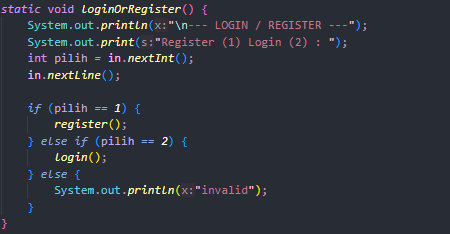 static void loginOrRegister() {
    System.out.println(x:"\n--- LOGIN / REGISTER ---");
    System.out.print(s:"Register (1) Login (2) : ");
    int pilih = in.nextInt();
    in.nextLine();

    if (pilih == 1) {
        register();
    } else if (pilih == 2) {
        login();
    } else {
        System.out.println(x:"invalid");
    }
}